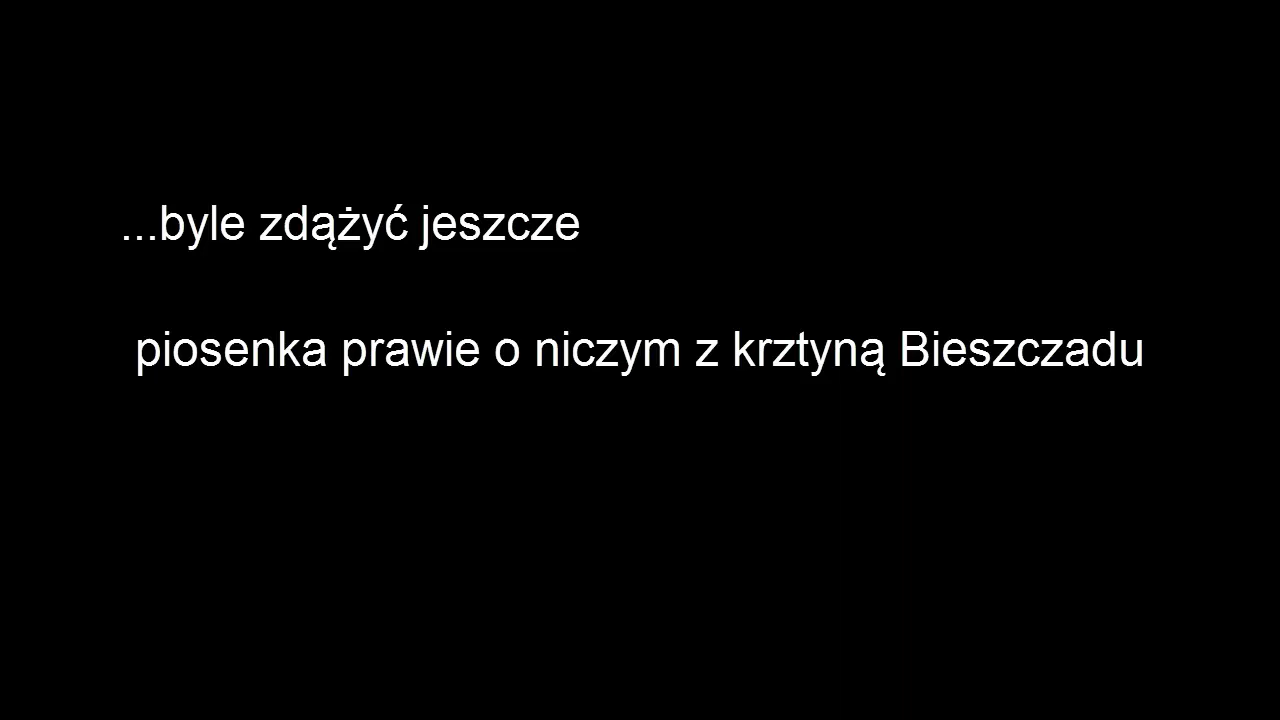 ...byle zdążyć jeszcze
piosenka prawie o niczym z krztyną Bieszczadu